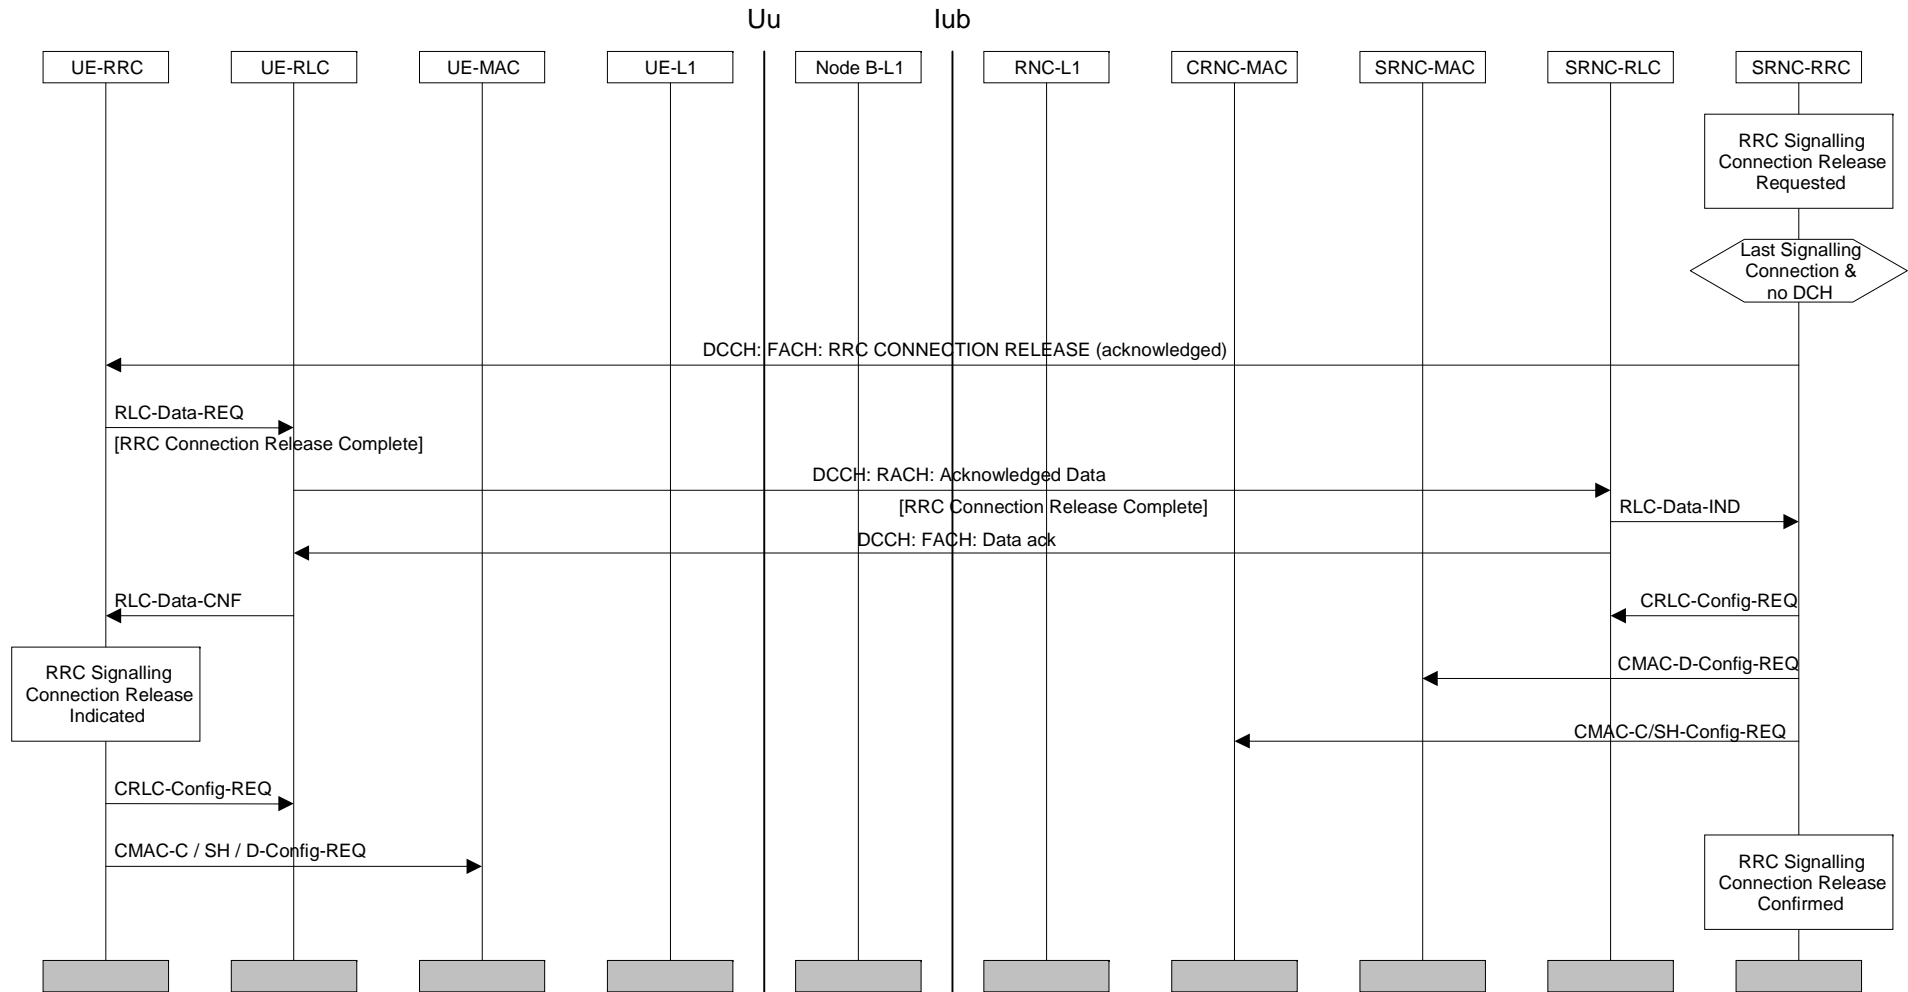 Uu
Iub
UE-RRC
UE-RLC
UE-MAC
UE-L1
Node B-L1
RNC-L1
CRNC-MAC
SRNC-MAC
SRNC-RLC
SRNC-RRC
RRC Signalling
Connection Release
Requested
Last Signalling
Connection &
no DCH
DCCH: FACH: RRC CONNECTION RELEASE (acknowledged)
RLC-Data-REQ
[RRC Connection Release Complete]
DCCH: RACH: Acknowledged Data
[RRC Connection Release Complete]
RLC-Data-IND
DCCH: FACH: Data ack
RLC-Data-CNF
CRLC-Config-REQ
RRC Signalling
Connection Release
Indicated
CMAC-D-Config-REQ
CMAC-C/SH-Config-REQ
CRLC-Config-REQ
CMAC-C / SH / D-Config-REQ
RRC Signalling
Connection Release
Confirmed